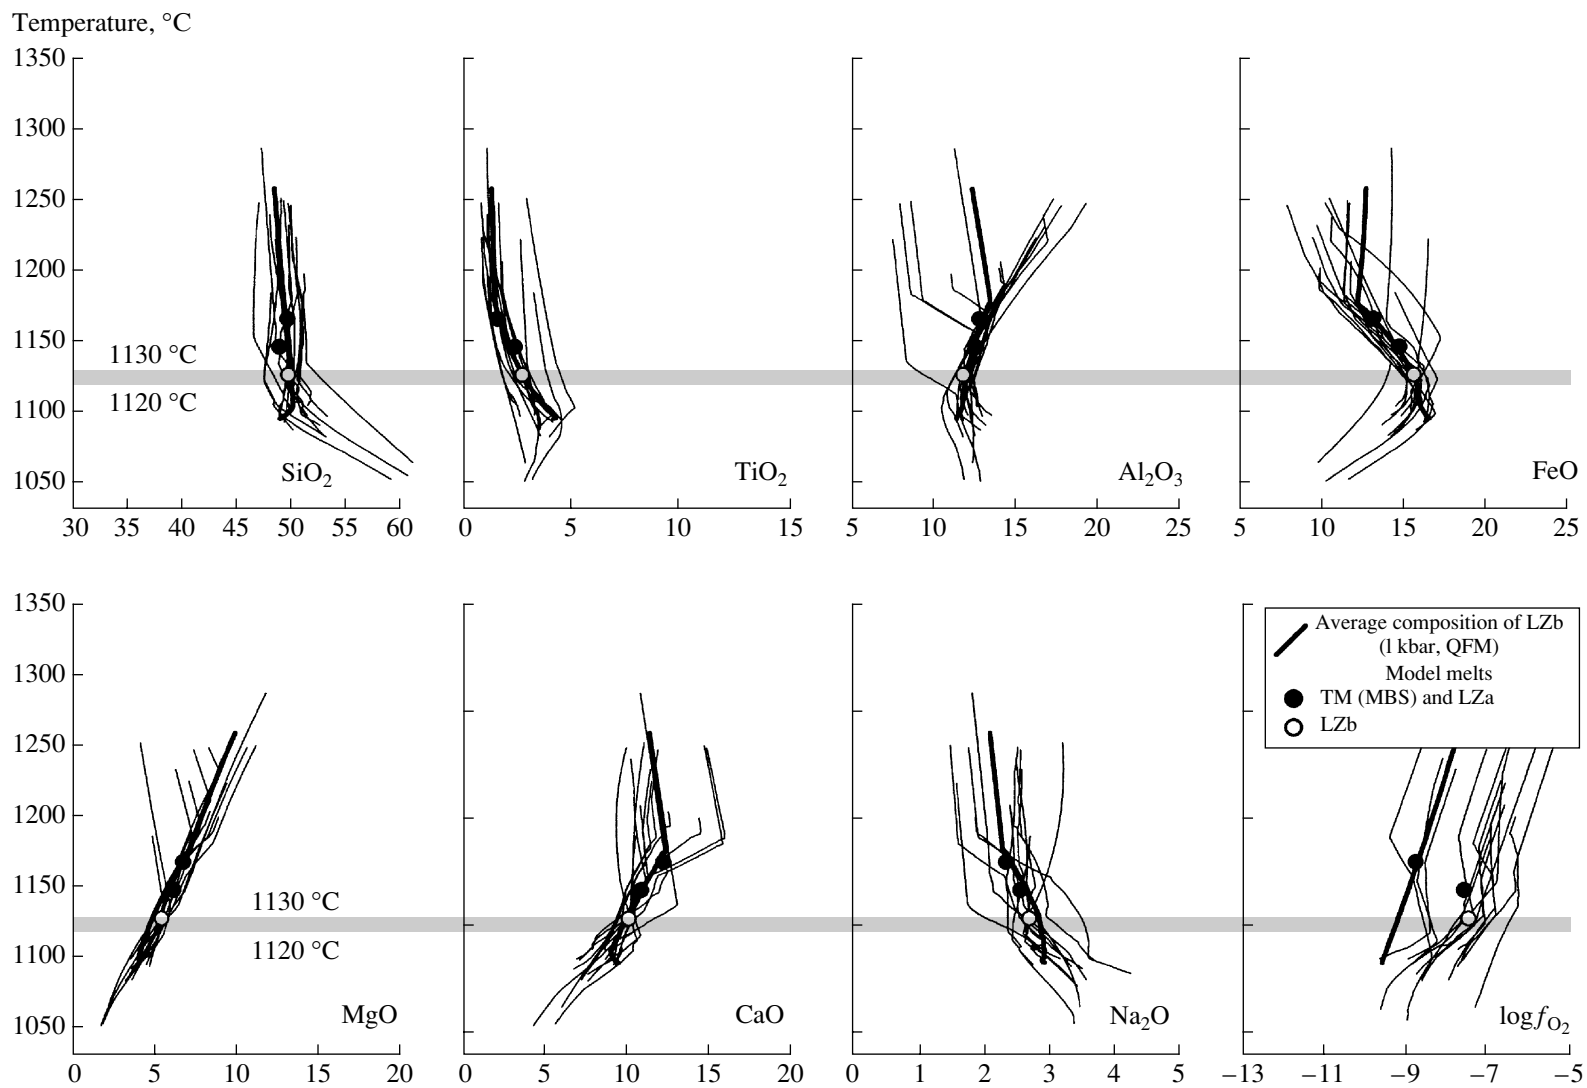 Temperature, °C
1350
1300
1250
1200
1150
1100
1050
1130 °C
1120 °C
SiO2
TiO2
Al2O3
FeO
30 35 40 45 50 55 60
0 5 10 15
5 10 15 20 25
5 10 15 20 25
1350
1300
1250
1200
1150
1100
1050
Average composition of LZb
(l kbar, QFM)
Model melts
TM (MBS) and LZa
LZb
1130 °C
1120 °C
MgO
CaO
Na2O
logfO2
0 5 10 15 20
0 5 10 15 20
0 1 2 3 4 5
−13 −11 −9 −7 −5